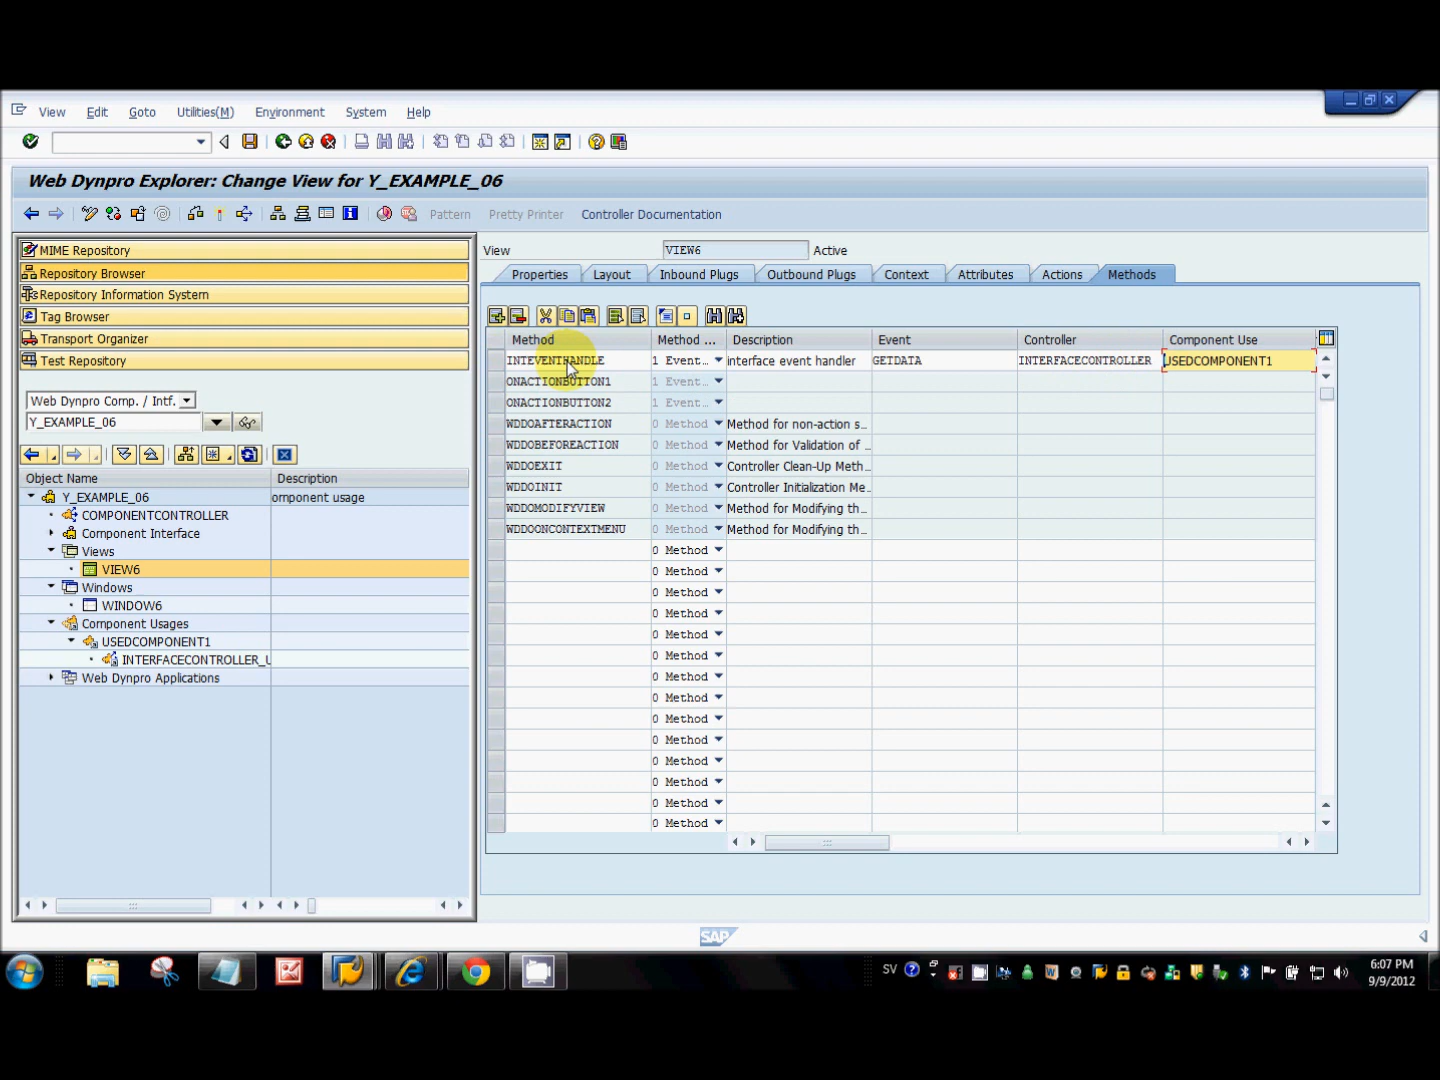 View Edit Goto Utilities(M) Environment System Help
Web Dynpro Explorer: Change View for Y_EXAMPLE_06
Pattern Pretty Printer Controller Documentation
MIME Repository
Repository Browser
Repository Information System
Tag Browser
Transport Organizer
Test Repository
Web Dynpro Comp. / Intf.
Y_EXAMPLE_06
Object Name Description
Y_EXAMPLE_06 omponent usage
COMPONENTCONTROLLER
Component Interface
Views
VIEW6
Windows
WINDOW6
Component Usages
USEDCOMPONENT1
INTERFACECONTROLLER_U
Web Dynpro Applications
View VIEW6 Active
Properties Layout Inbound Plugs Outbound Plugs Context Attributes Actions Methods
Method Method ... Description Event Controller Component Use
INTEVENTHANDLE 1 Event... interface event handler GETDATA INTERFACECONTROLLER USEDCOMPONENT1
ONACTIONBUTTON1 1 Event...
ONACTIONBUTTON2 1 Event...
WDDOAFTERACTION 0 Method Method for non-action s...
WDDOBEFOREACTION 0 Method Method for Validation of ...
WDDOEXIT 0 Method Controller Clean-Up Meth...
WDDOINIT 0 Method Controller Initialization Me...
WDDOMODIFYVIEW 0 Method Method for Modifying th...
WDDOONCONTEXTMENU 0 Method Method for Modifying th...
0 Method
0 Method
0 Method
0 Method
0 Method
0 Method
0 Method
0 Method
0 Method
0 Method
0 Method
0 Method
0 Method
0 Method
SAP
SV
6:07 PM
9/9/2012